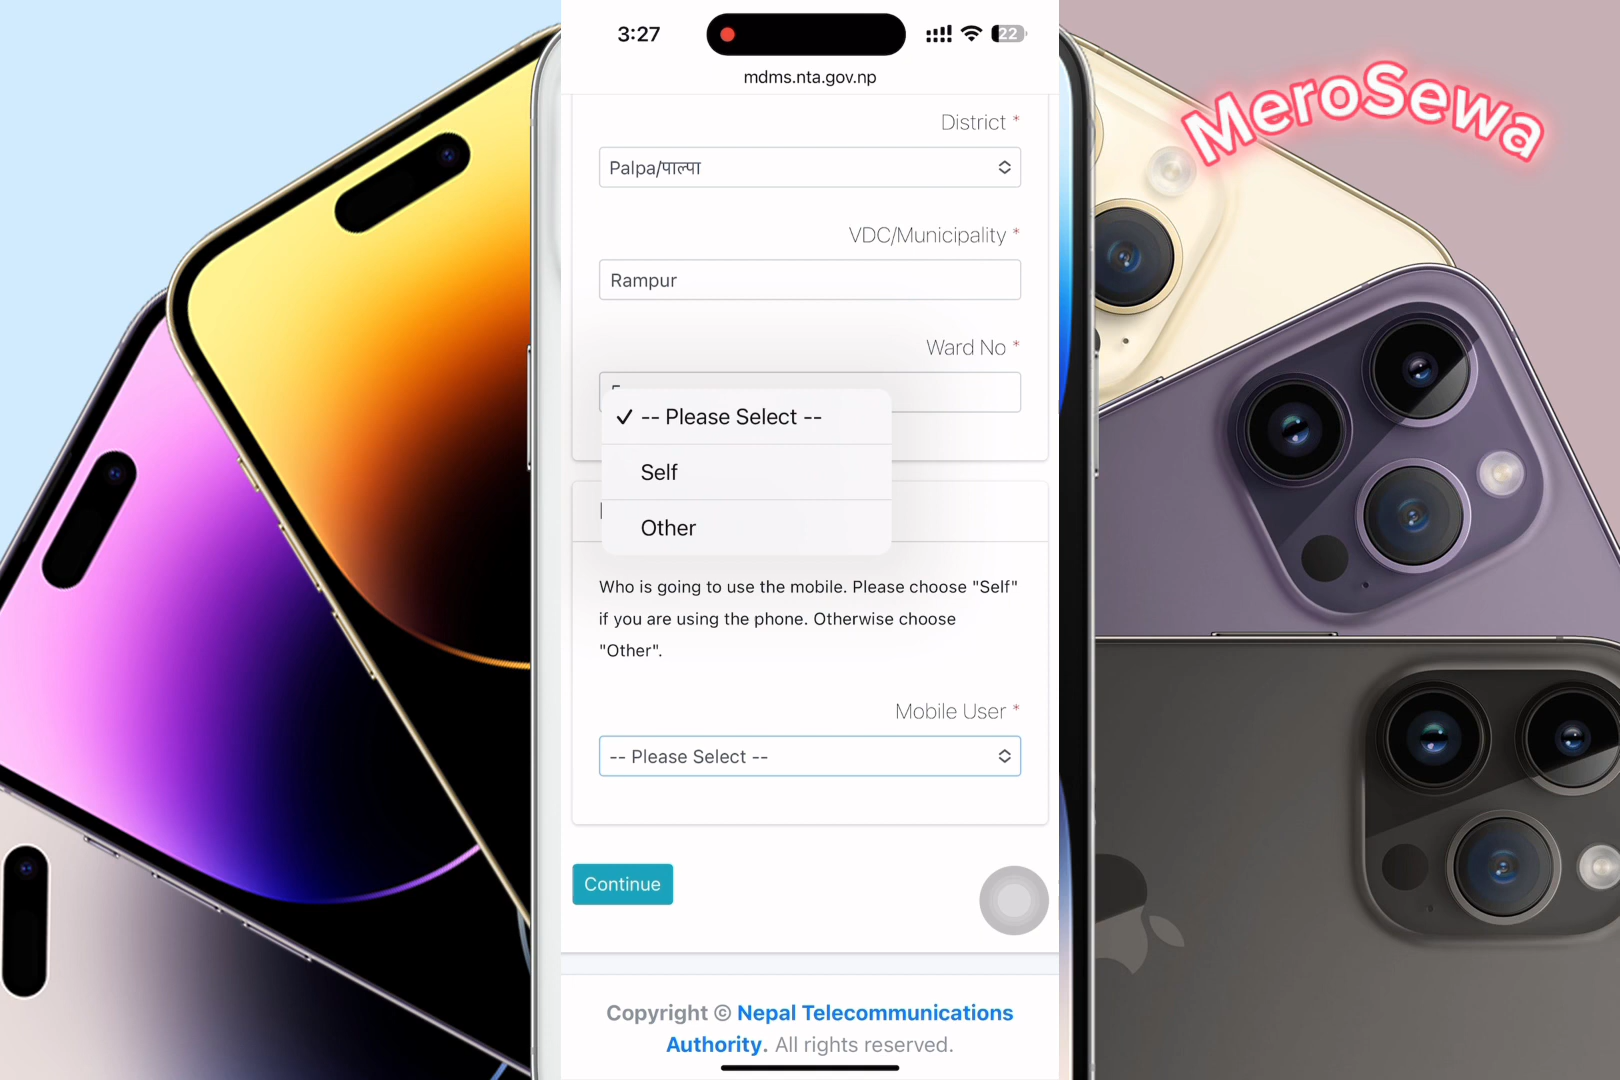 3:27
22
mdms.nta.gov.np
MeroSewa
District *
Palpa/पाल्पा
VDC/Municipality *
Rampur
Ward No *
✓ -- Please Select --
Self
Other
Who is going to use the mobile. Please choose "Self"
if you are using the phone. Otherwise choose
"Other".
Mobile User *
-- Please Select --
Continue
Copyright © Nepal Telecommunications
Authority. All rights reserved.